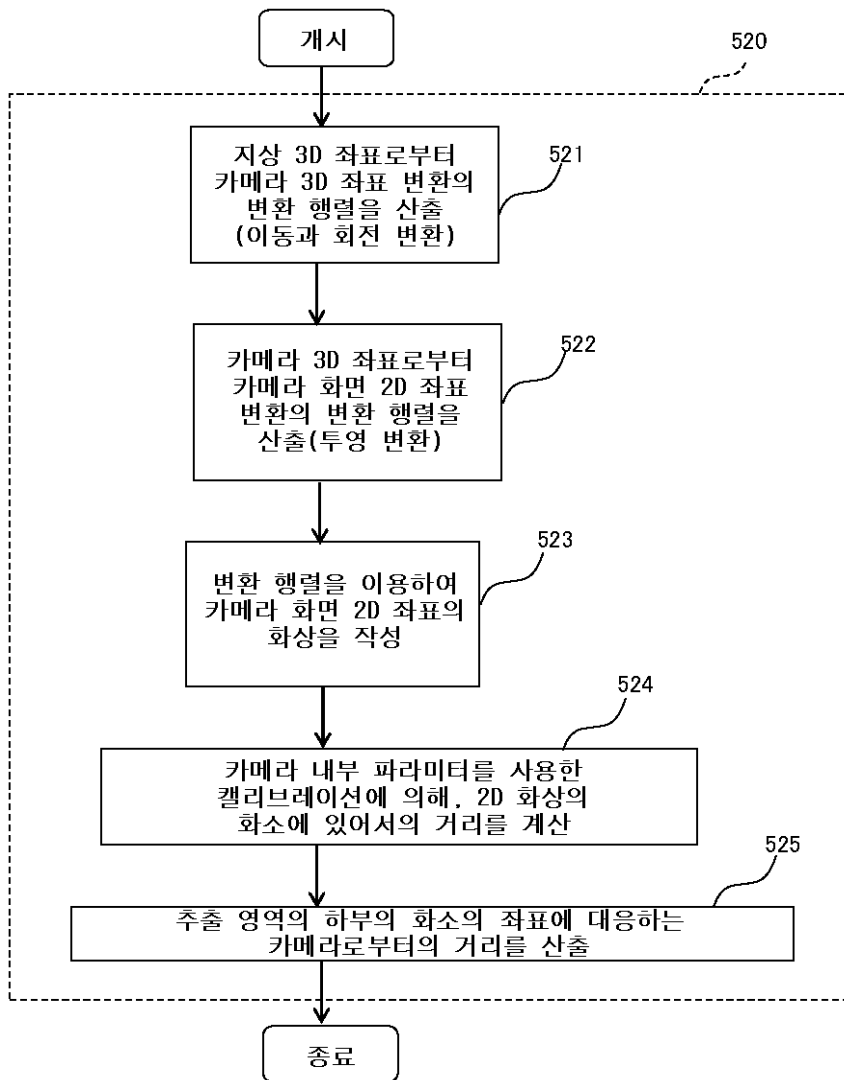 개시
520
지상 3D 좌표로부터
카메라 3D 좌표 변환의
변환 행렬을 산출
(이동과 회전 변환)
521
카메라 3D 좌표로부터
카메라 화면 2D 좌표
변환의 변환 행렬을
산출(투영 변환)
522
변환 행렬을 이용하여
카메라 화면 2D 좌표의
화상을 작성
523
카메라 내부 파라미터를 사용한
캘리브레이션에 의해, 2D 화상의
화소에 있어서의 거리를 계산
524
추출 영역의 하부의 화소의 좌표에 대응하는
카메라로부터의 거리를 산출
525
종료